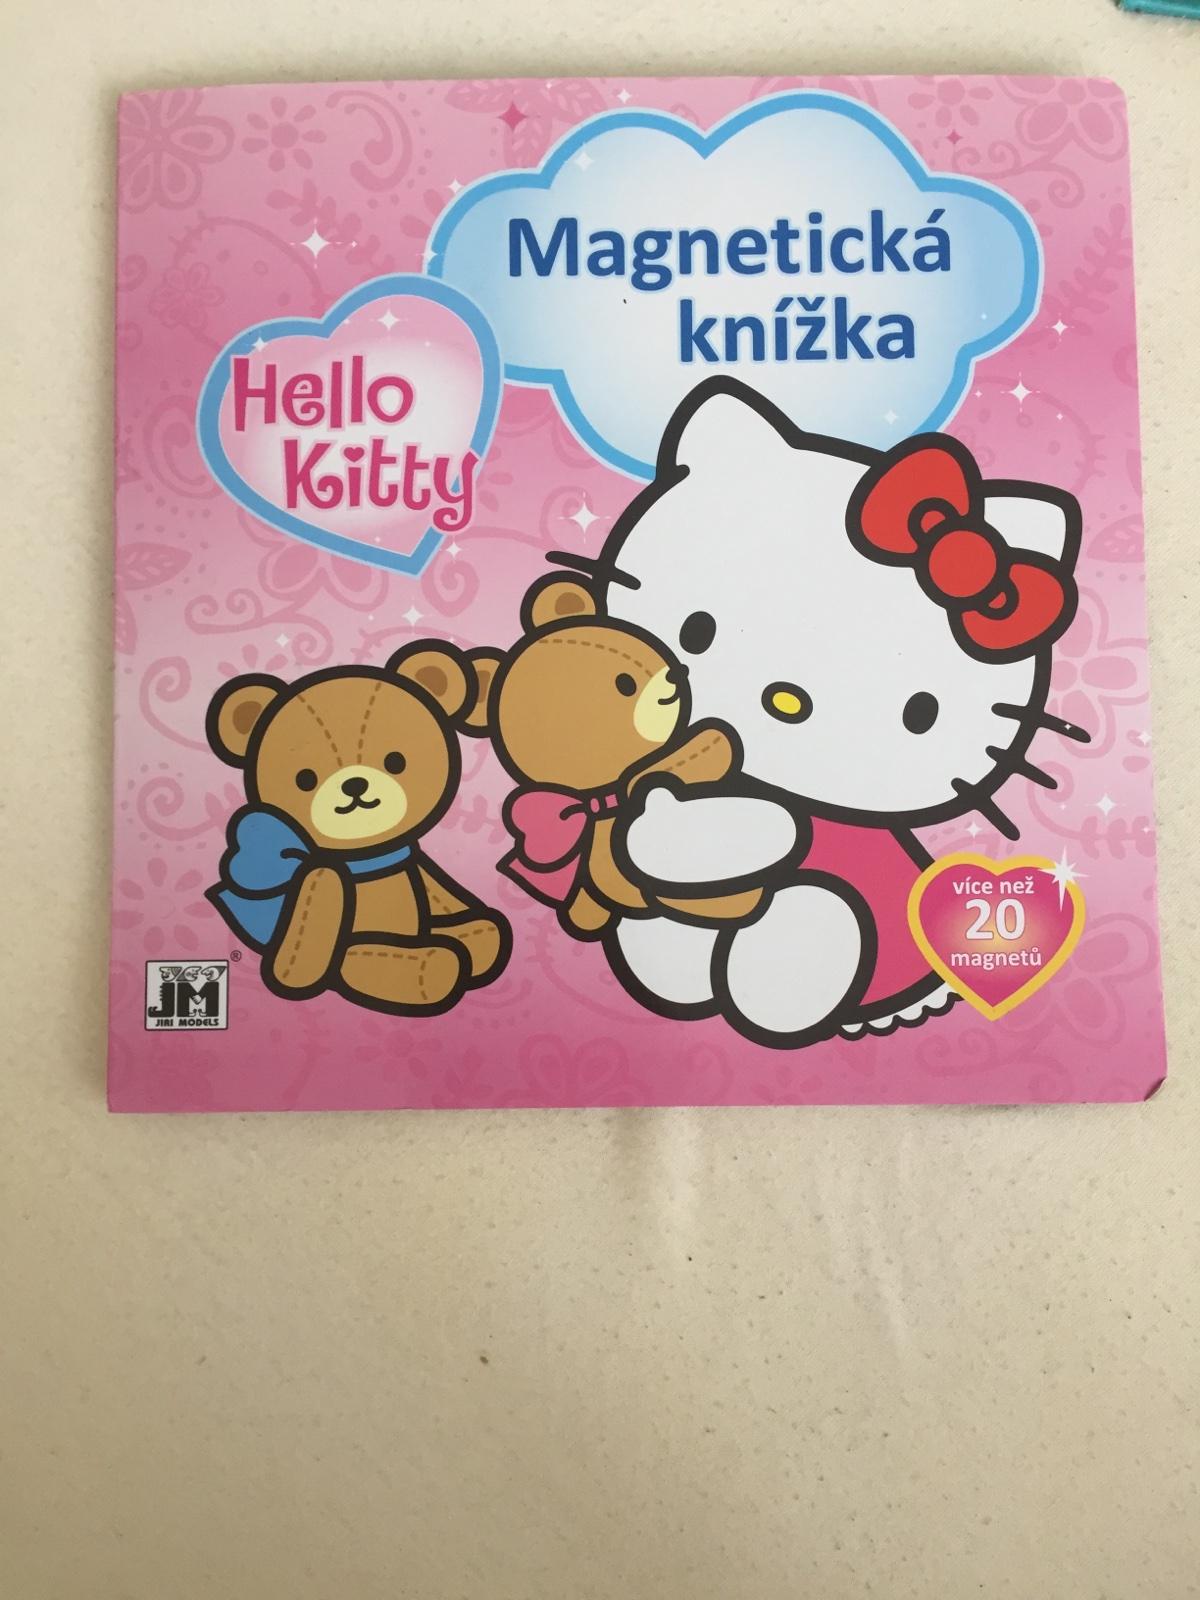 Magnetická
knížka
Hello
Kitty
více než
20
magnetů
JM
JIRI MODELS
®